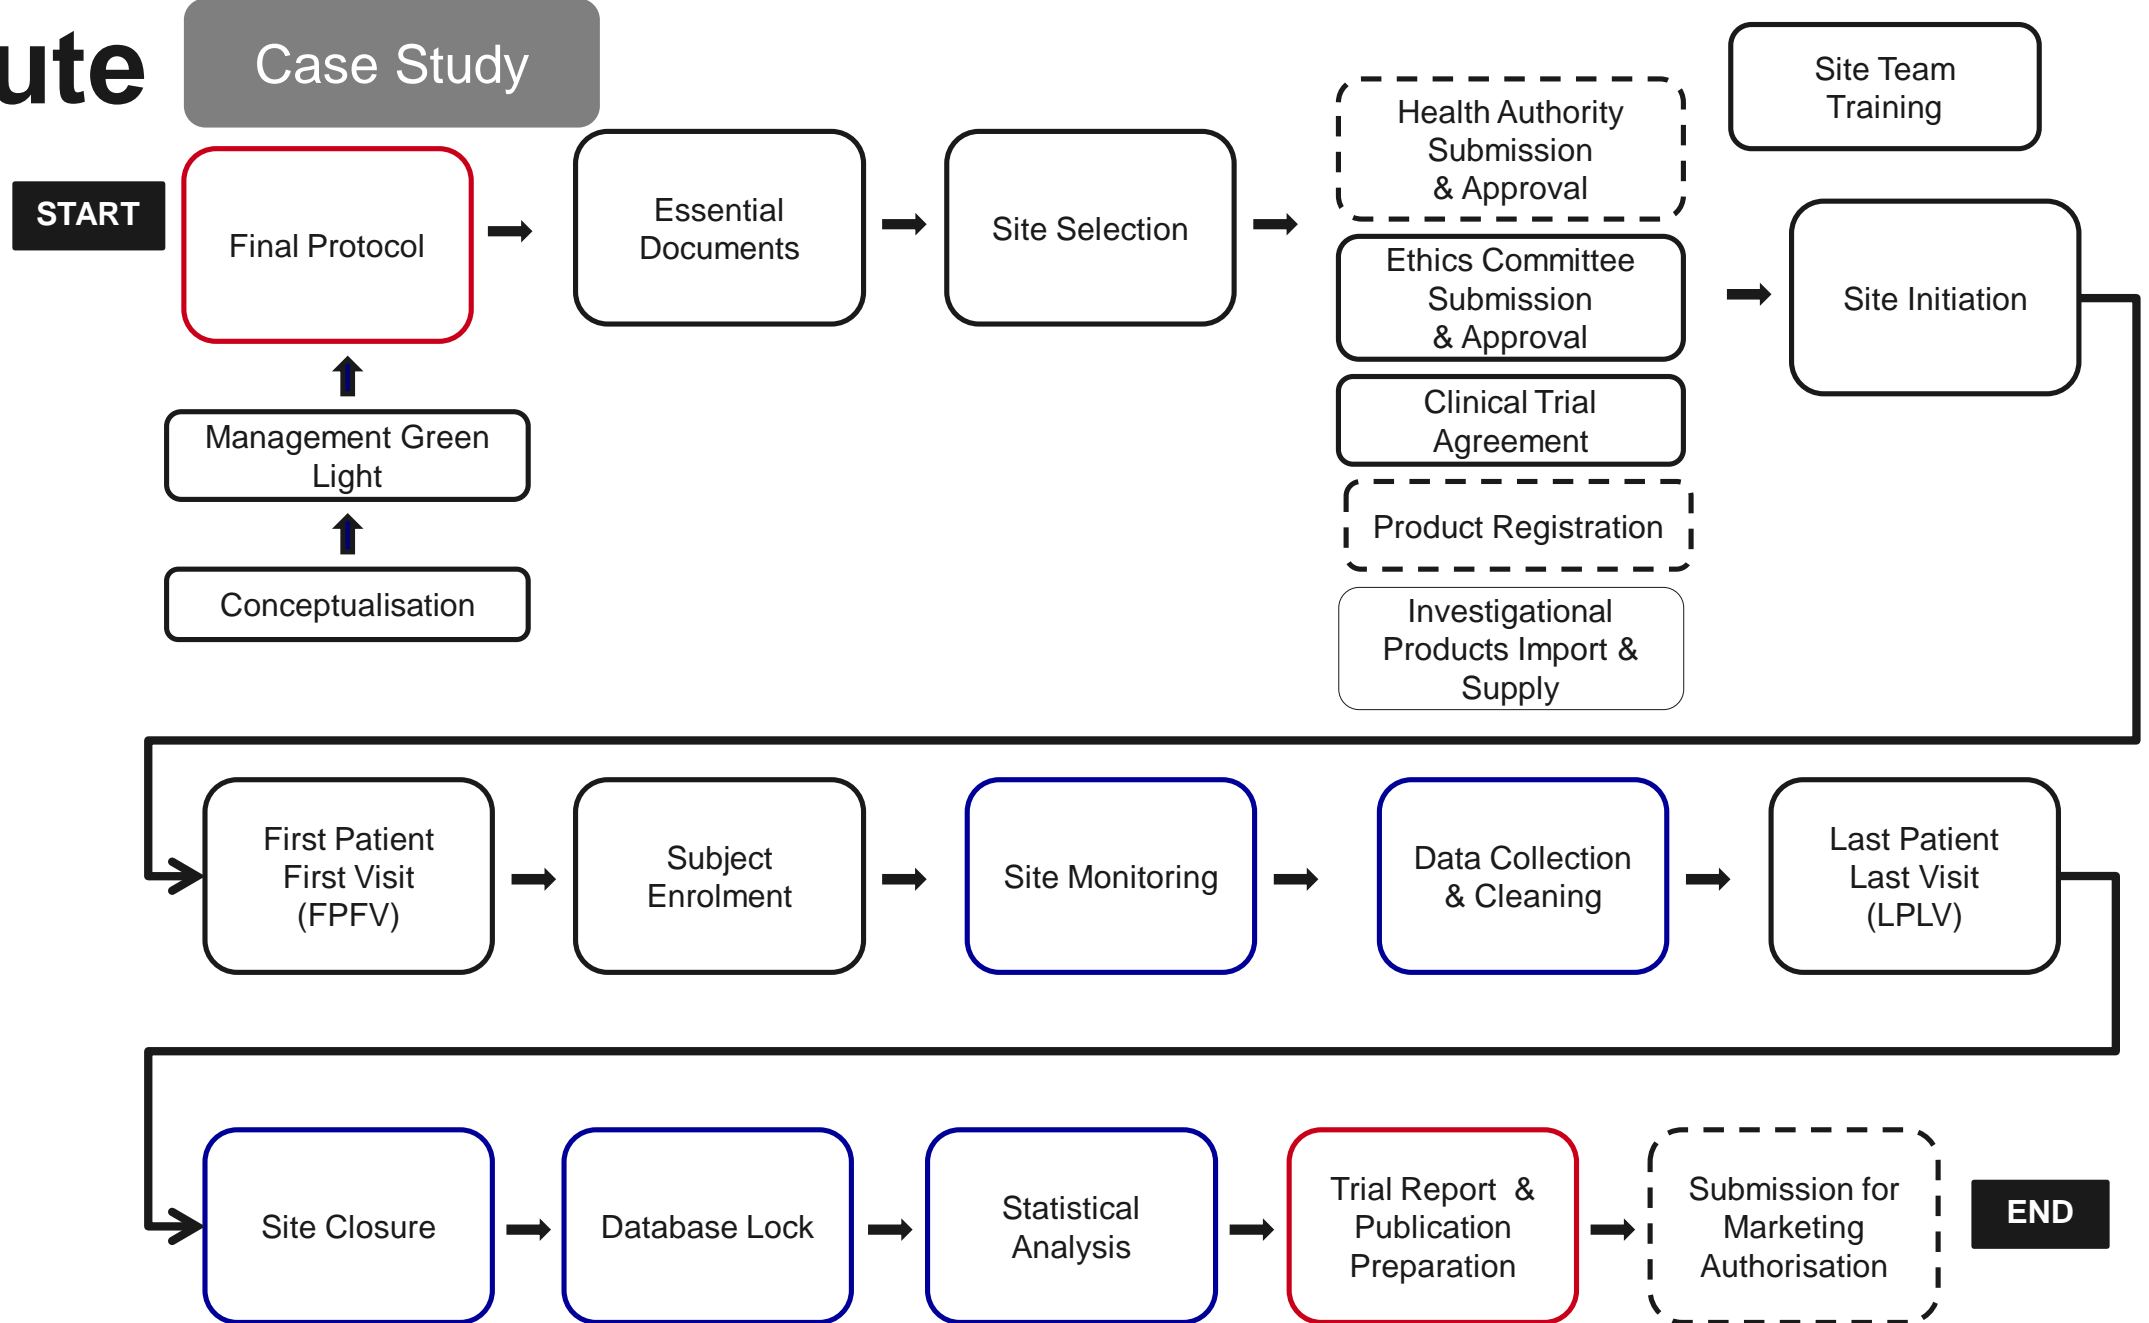 ute
Case Study
START
Final Protocol
Essential
Documents
Site Selection
Health Authority
Submission
& Approval
Ethics Committee
Submission
& Approval
Clinical Trial
Agreement
Product Registration
Investigational
Products Import &
Supply
Site Team
Training
Site Initiation
Management Green
Light
Conceptualisation
First Patient
First Visit
(FPFV)
Subject
Enrolment
Site Monitoring
Data Collection
& Cleaning
Last Patient
Last Visit
(LPLV)
Site Closure
Database Lock
Statistical
Analysis
Trial Report &
Publication
Preparation
Submission for
Marketing
Authorisation
END